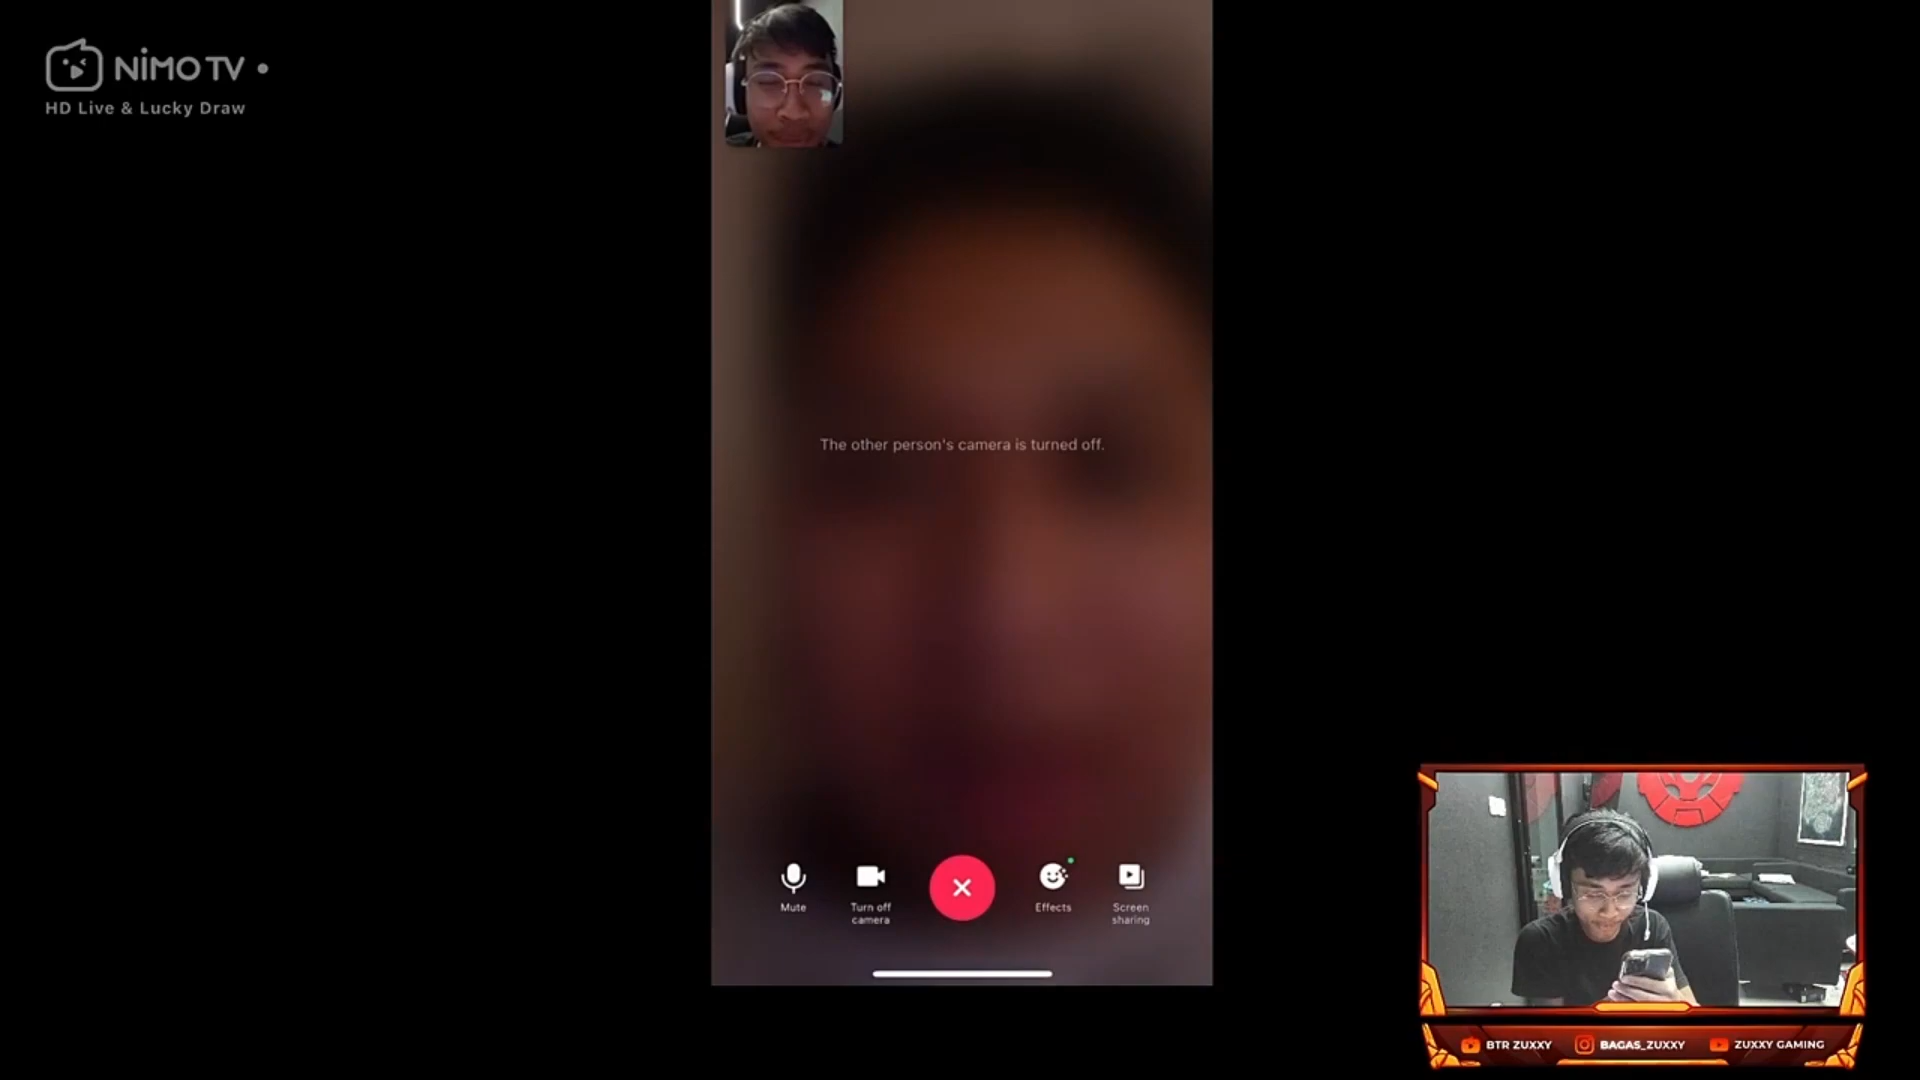 NIMO TV
HD Live & Lucky Draw
The other person's camera is turned off.
Mute
Turn off
camera
Effects
Screen
sharing
BTR ZUXXY
BAGAS_ZUXXY
ZUXXY GAMING